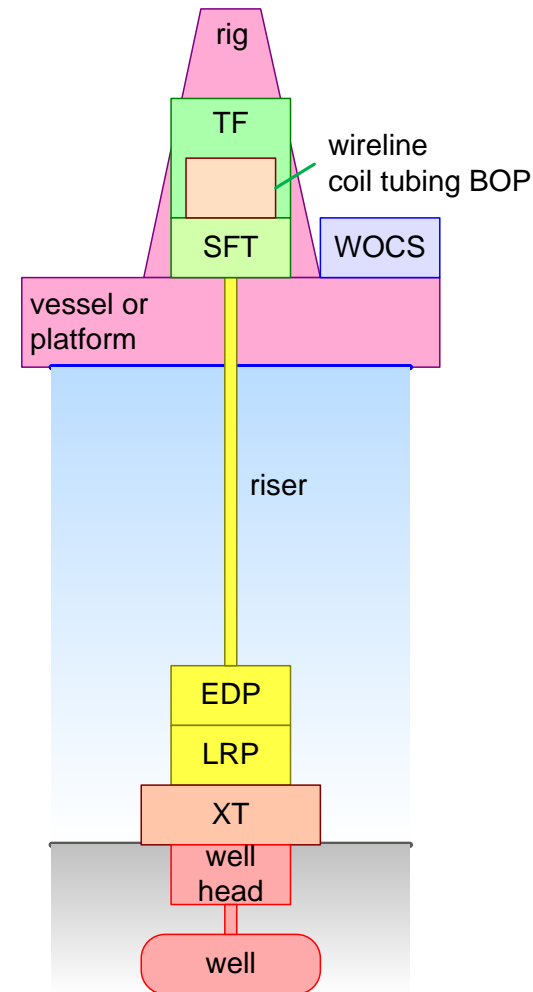 rig
TF
wireline
coil tubing BOP
SFT
WOCS
vessel or
platform
riser
EDP
LRP
XT
well
head
well